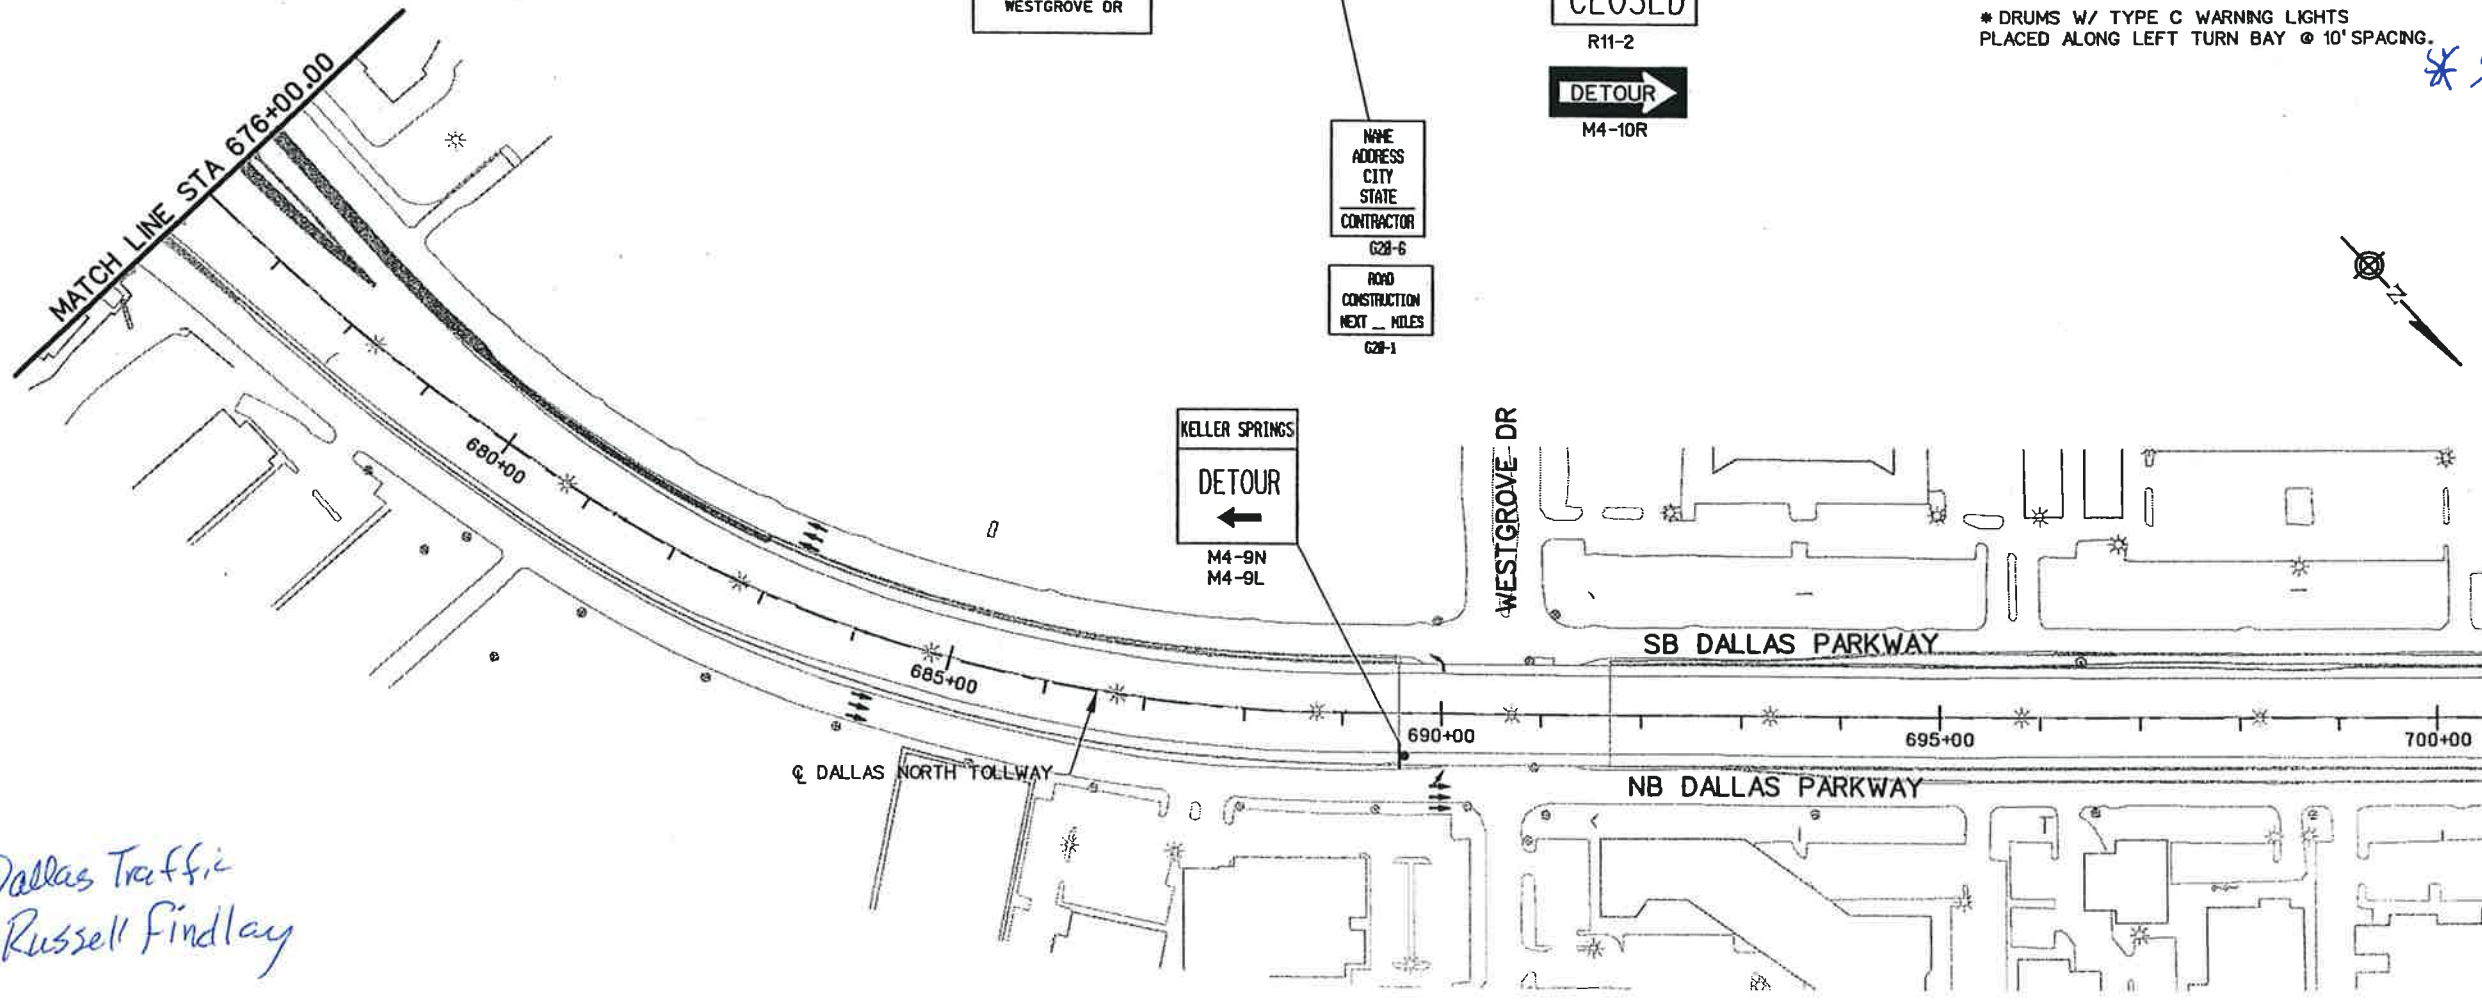 WESTGROVE DR
CLOSED
R11-2
DETOUR
M4-10R
* DRUMS W/ TYPE C WARNING LIGHTS
PLACED ALONG LEFT TURN BAY @ 10' SPACING.
*
MATCH LINE STA 676+00.00
NAME
ADDRESS
CITY
STATE
CONTRACTOR
G20-6
ROAD
CONSTRUCTION
NEXT __ MILES
G20-1
N
KELLER SPRINGS
DETOUR
M4-9N
M4-9L
WESTGROVE DR
680+00
685+00
690+00
695+00
700+00
SB DALLAS PARKWAY
NB DALLAS PARKWAY
℄ DALLAS NORTH TOLLWAY
Dallas Traffic
Russell Findlay